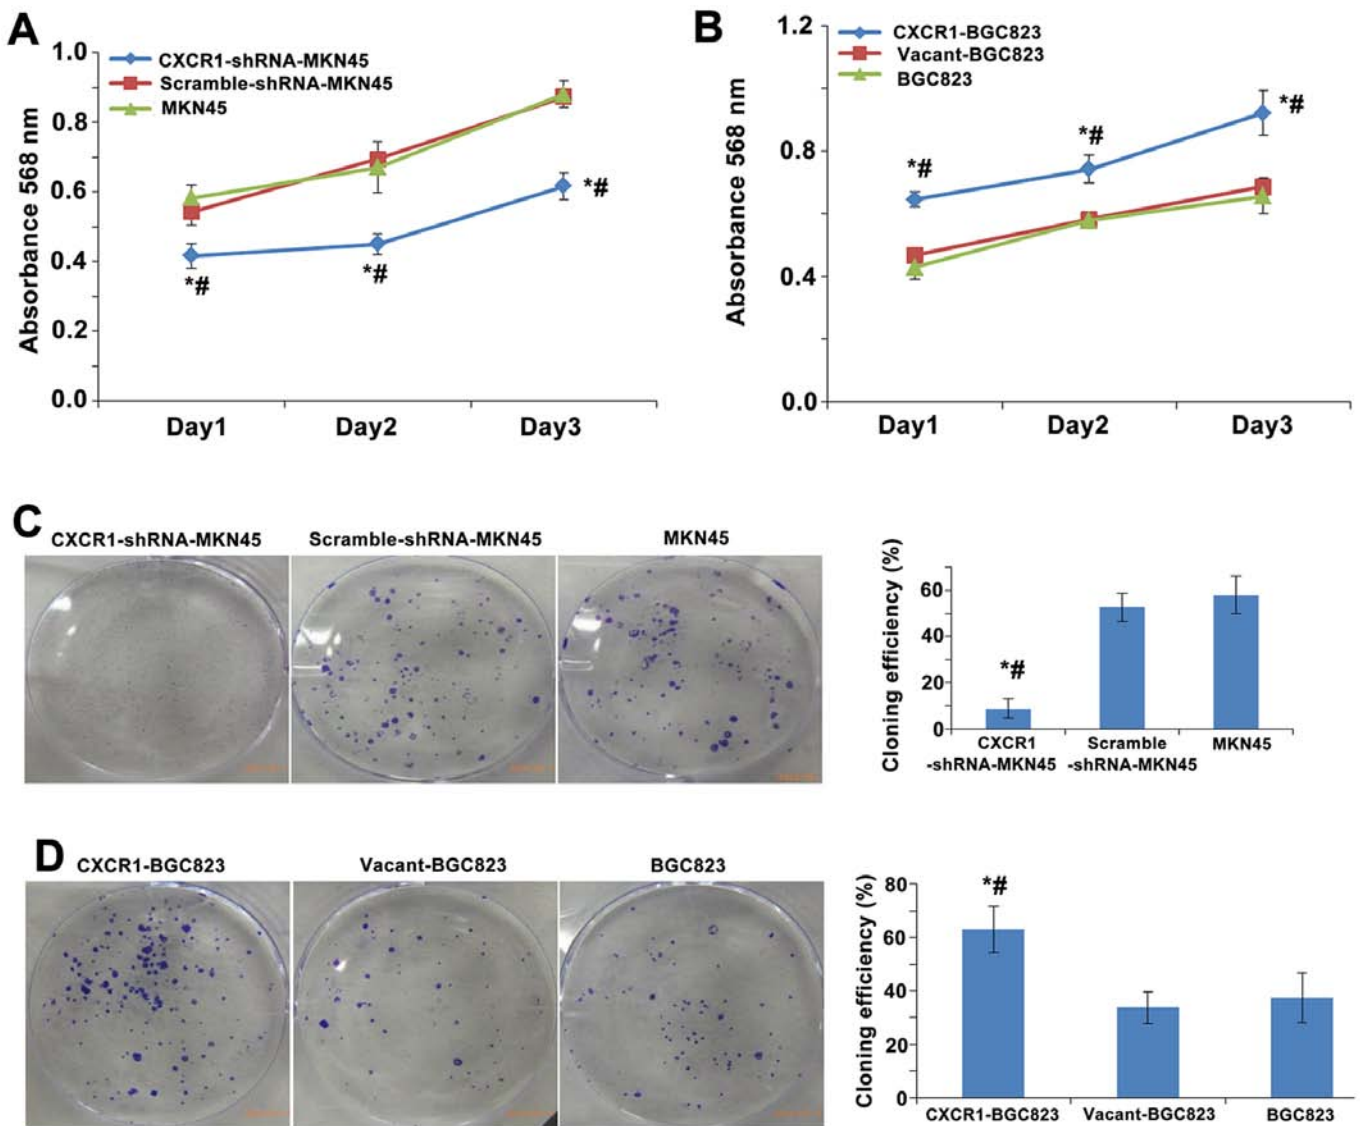 A
1.0
0.8
0.6
0.4
0.2
0.0
Absorbance 568 nm
CXCR1-shRNA-MKN45
Scramble-shRNA-MKN45
MKN45
*#
*#
*#
Day1
Day2
Day3
B
1.2
0.8
0.4
0.0
Absorbance 568 nm
CXCR1-BGC823
Vacant-BGC823
BGC823
*#
*#
*#
Day1
Day2
Day3
C
CXCR1-shRNA-MKN45
Scramble-shRNA-MKN45
MKN45
Cloning efficiency (%)
60
40
20
0
*#
CXCR1
-shRNA-MKN45
Scramble
-shRNA-MKN45
MKN45
D
CXCR1-BGC823
Vacant-BGC823
BGC823
Cloning efficiency (%)
80
60
40
20
0
*#
CXCR1-BGC823
Vacant-BGC823
BGC823